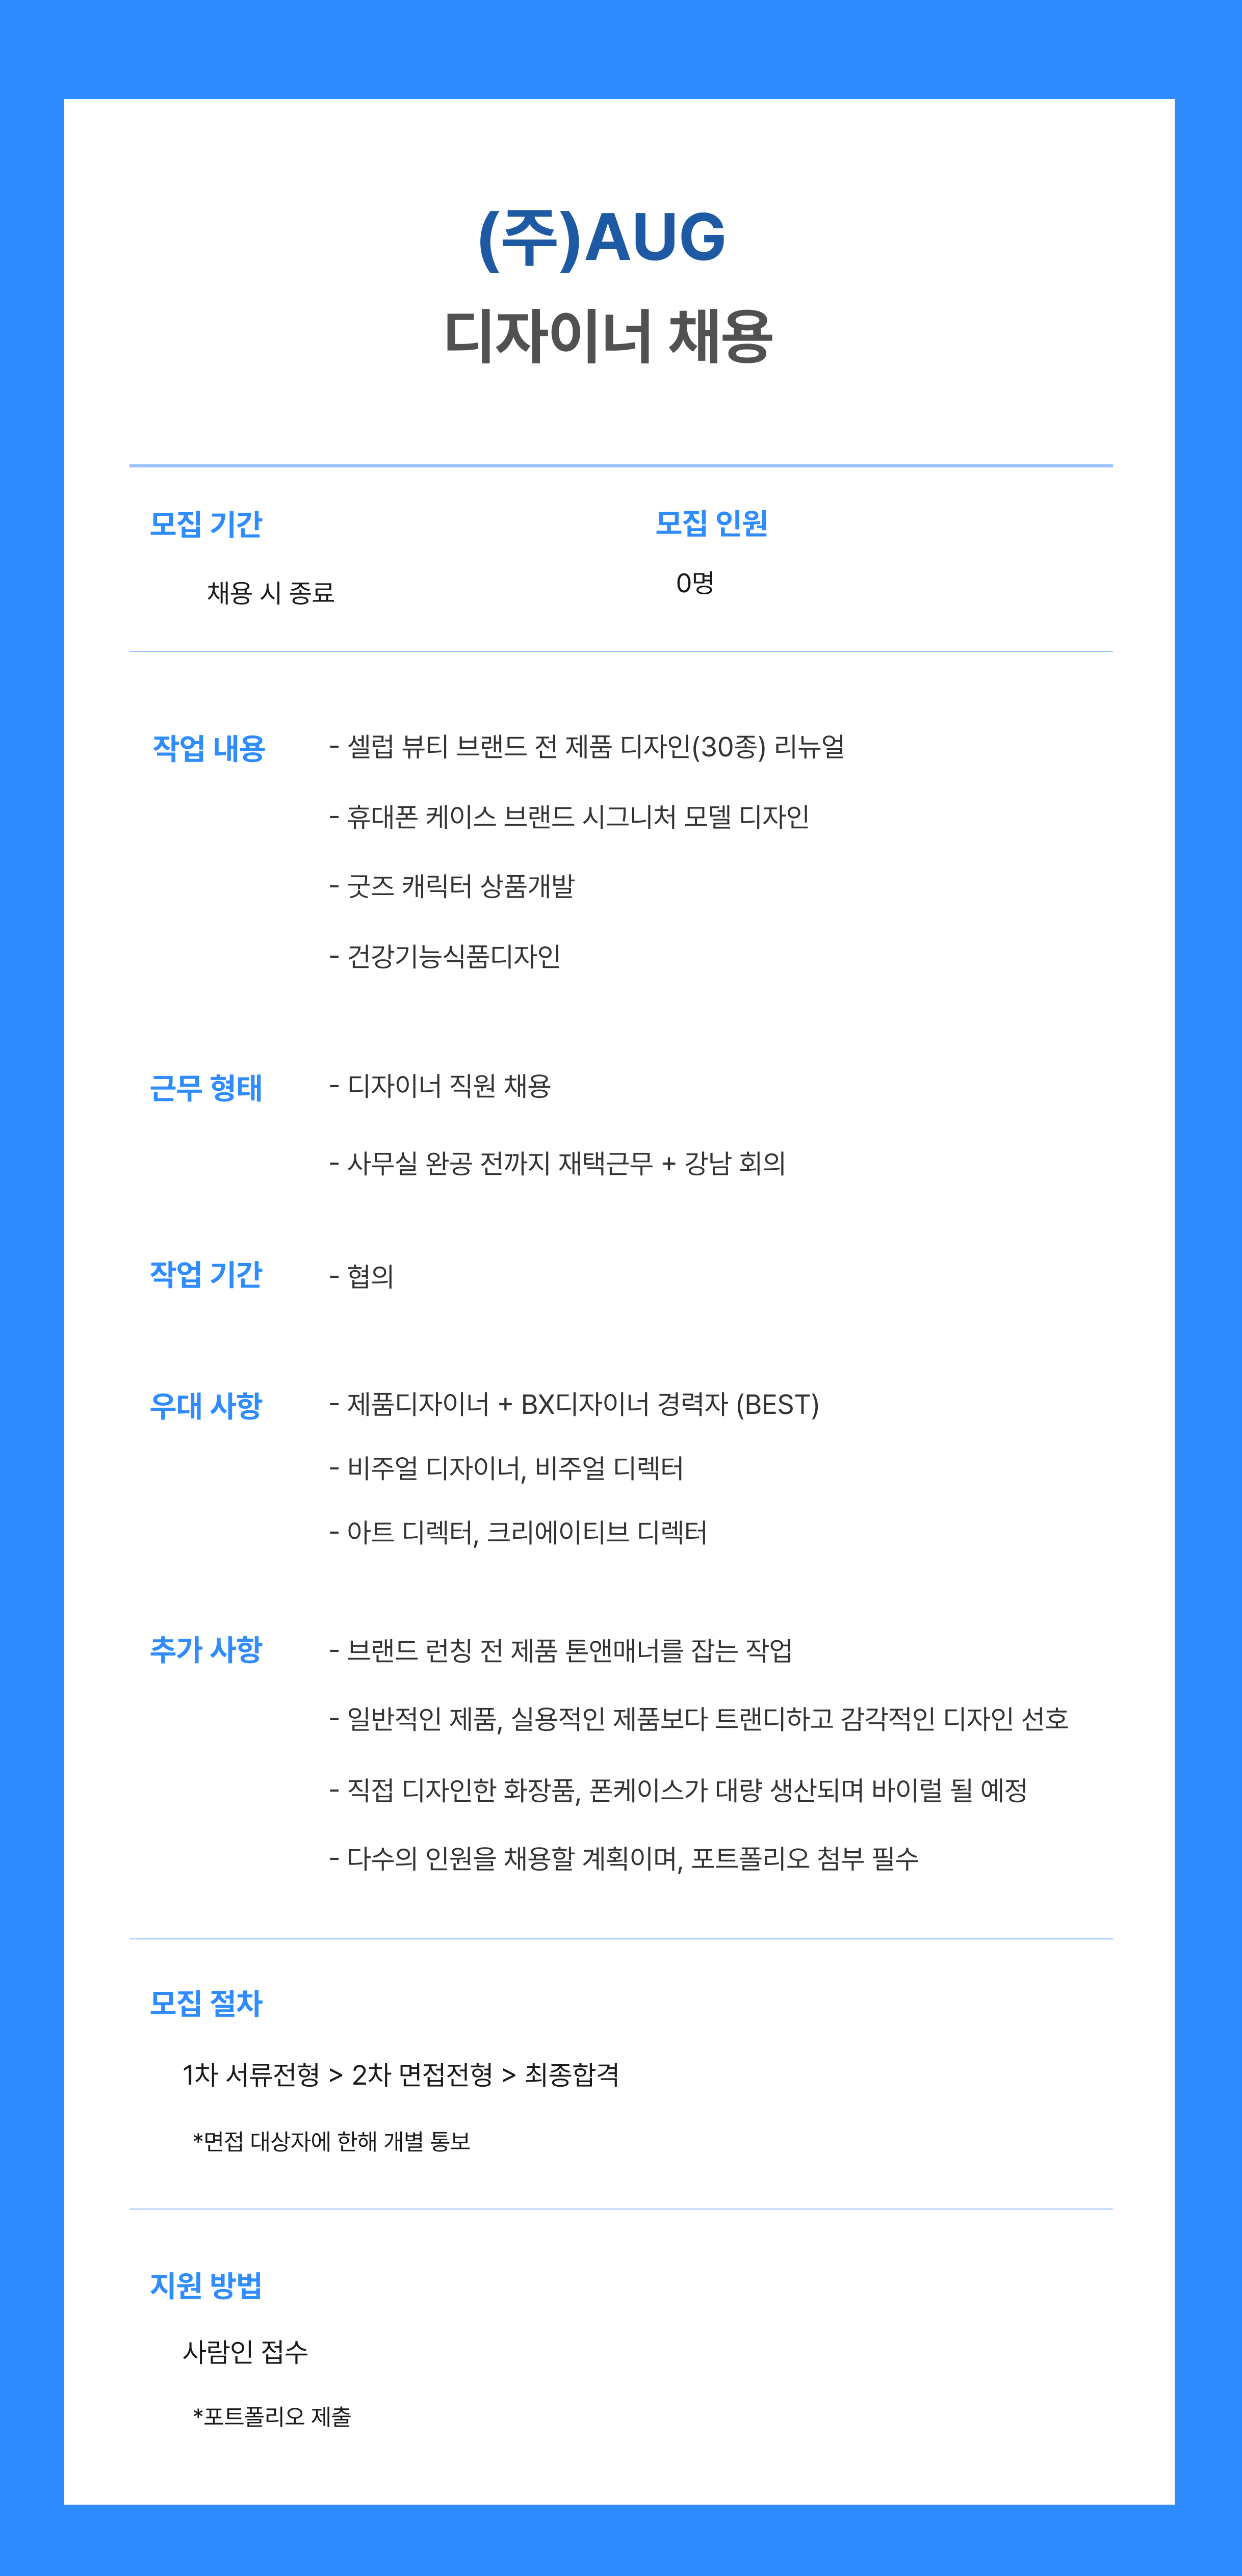 (주)AUG
디자이너 채용
모집 기간
채용 시 종료
모집 인원
0명
작업 내용
- 셀럽 뷰티 브랜드 전 제품 디자인(30종) 리뉴얼
- 휴대폰 케이스 브랜드 시그니처 모델 디자인
- 굿즈 캐릭터 상품개발
- 건강기능식품디자인
근무 형태
- 디자이너 직원 채용
- 사무실 완공 전까지 재택근무 + 강남 회의
작업 기간
- 협의
우대 사항
- 제품디자이너 + BX디자이너 경력자 (BEST)
- 비주얼 디자이너, 비주얼 디렉터
- 아트 디렉터, 크리에이티브 디렉터
추가 사항
- 브랜드 런칭 전 제품 톤앤매너를 잡는 작업
- 일반적인 제품, 실용적인 제품보다 트랜디하고 감각적인 디자인 선호
- 직접 디자인한 화장품, 폰케이스가 대량 생산되며 바이럴 될 예정
- 다수의 인원을 채용할 계획이며, 포트폴리오 첨부 필수
모집 절차
1차 서류전형 > 2차 면접전형 > 최종합격
*면접 대상자에 한해 개별 통보
지원 방법
사람인 접수
*포트폴리오 제출